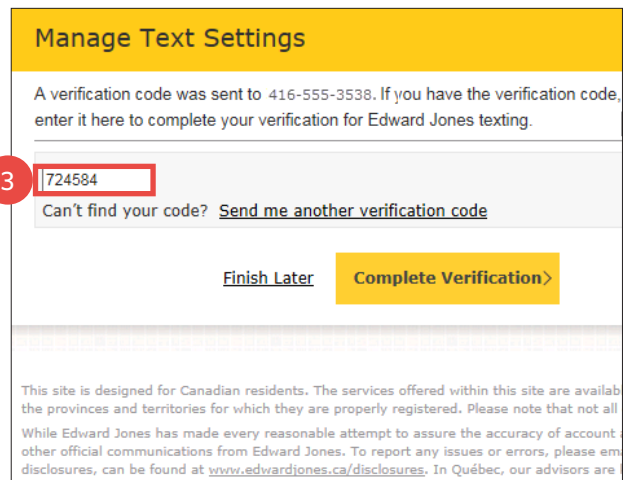 Manage Text Settings
A verification code was sent to 416-555-3538. If you have the verification code,
enter it here to complete your verification for Edward Jones texting.
3
724584
Can't find your code? Send me another verification code
Finish Later Complete Verification>
This site is designed for Canadian residents. The services offered within this site are
the provinces and territories for which they are properly registered. Please note that not all
While Edward Jones has made every reasonable attempt to assure the accuracy of account
other official communications from Edward Jones. To report any issues or errors, please
disclosures, can be found at www.edwardjones.ca/disclosures. In Québec, our advisors are